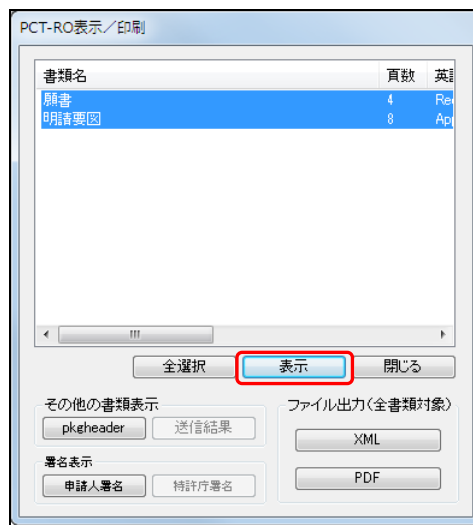 PCT-RO表示／印刷
書類名 頁数 英
願書 4 Re
明請要図 8 Ap
全選択 表示 閉じる
その他の書類表示 ファイル出力(全書類対象)
pkgheader 送信結果 XML
署名表示
申請人署名 特許庁署名 PDF